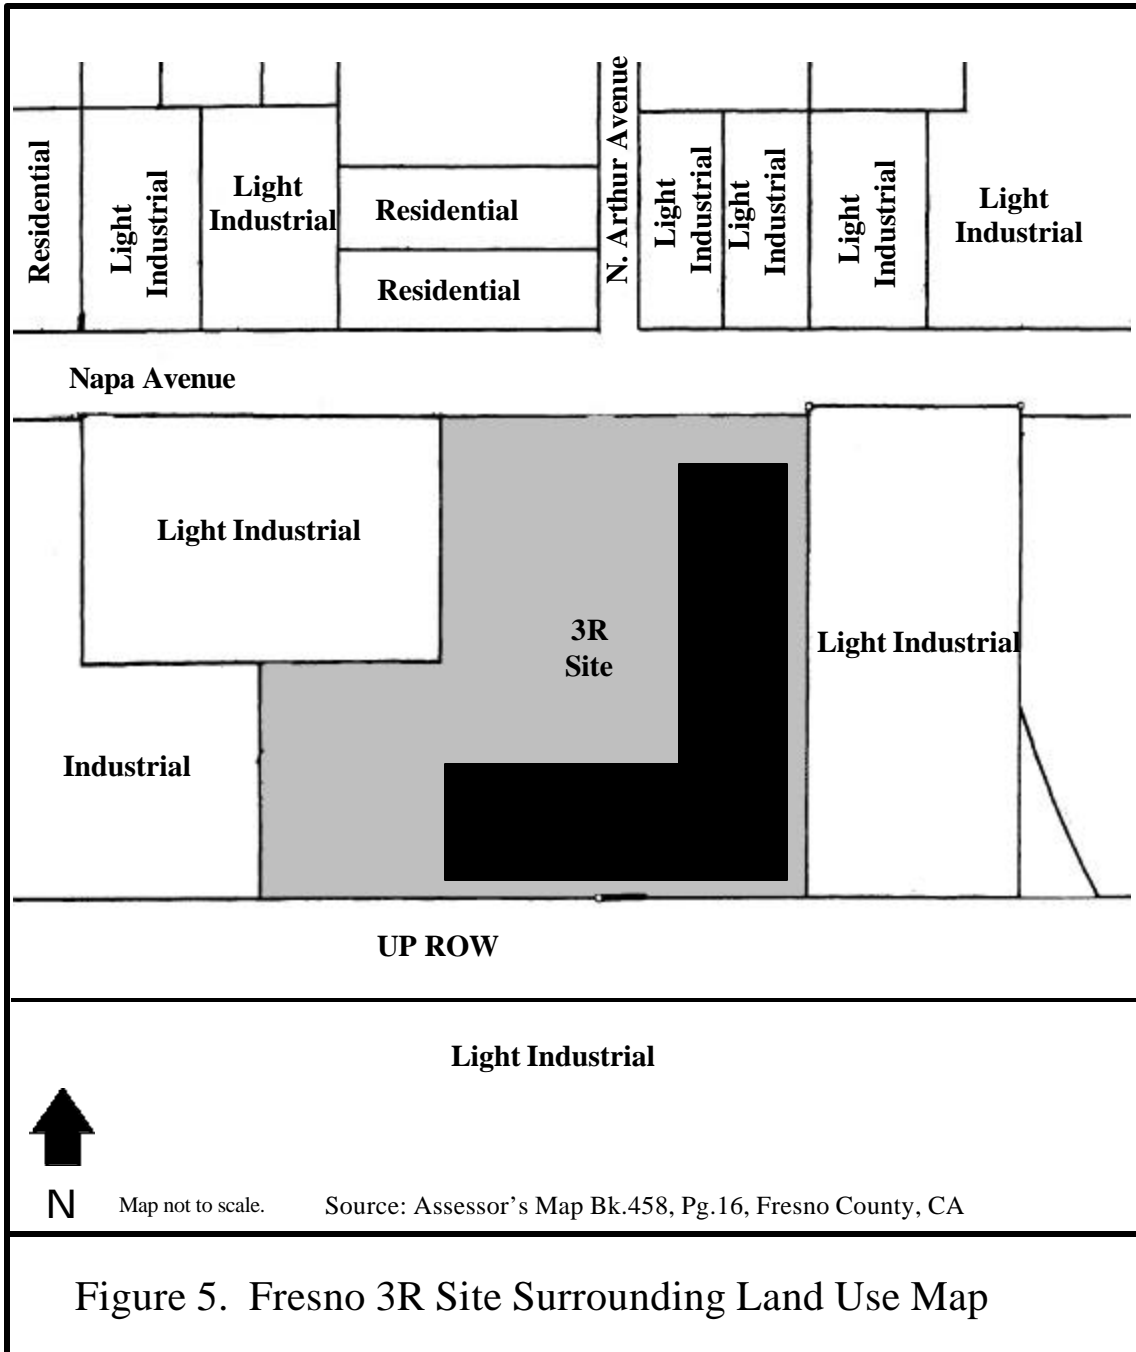 N. Arthur Avenue
Residential
Light
Industrial
Light
Industrial
Residential
Residential
Light
Industrial
Light
Industrial
Light
Industrial
Light
Industrial
Napa Avenue
Light Industrial
3R
Site
Light Industrial
Industrial
UP ROW
Light Industrial
N
Map not to scale.
Source: Assessor's Map Bk.458, Pg.16, Fresno County, CA
Figure 5. Fresno 3R Site Surrounding Land Use Map